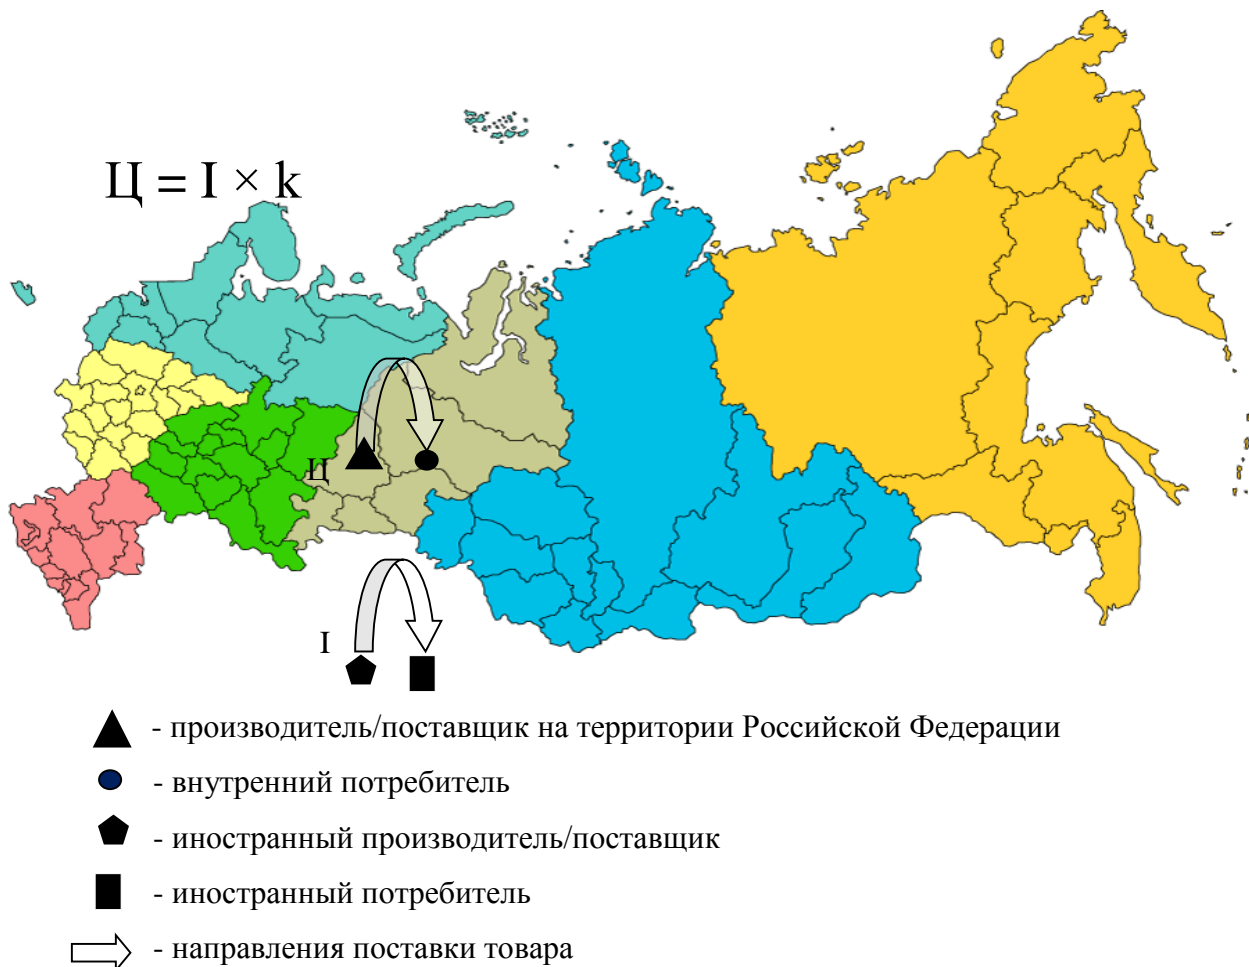 Ц = I × k
Ц
I
- производитель/поставщик на территории Российской Федерации
- внутренний потребитель
- иностранный производитель/поставщик
- иностранный потребитель
- направления поставки товара